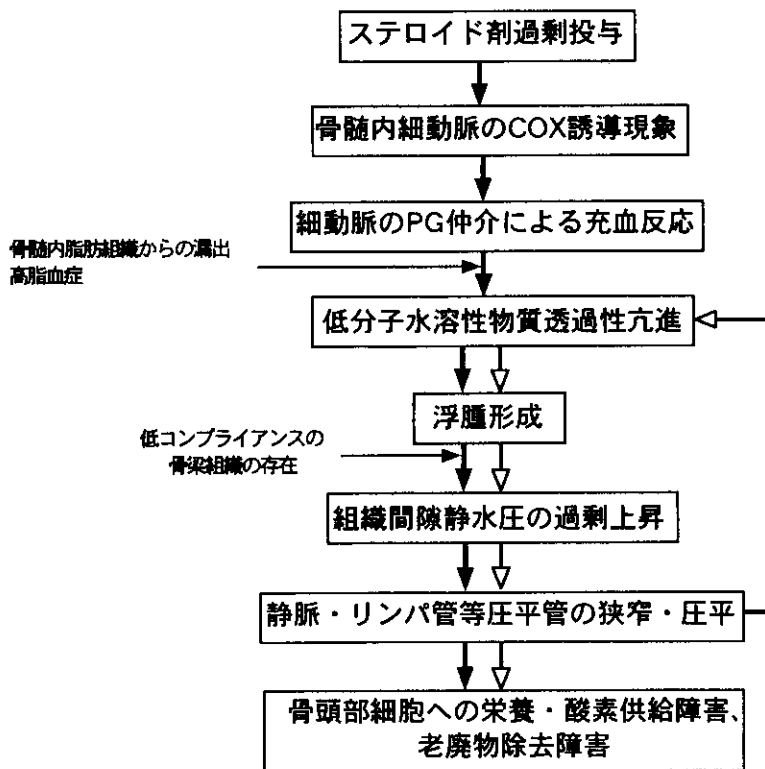 ステロイド剤過剰投与
骨髄内細動脈のCOX誘導現象
細動脈のPG仲介による充血反応
骨髄内脂肪組織からの漏出
高脂血症
低分子水溶性物質透過性亢進
浮腫形成
低コンプライアンスの
骨梁組織の存在
組織間隙静水圧の過剰上昇
静脈・リンパ管等圧平管の狭窄・圧平
骨頭部細胞への栄養・酸素供給障害、
老廃物除去障害